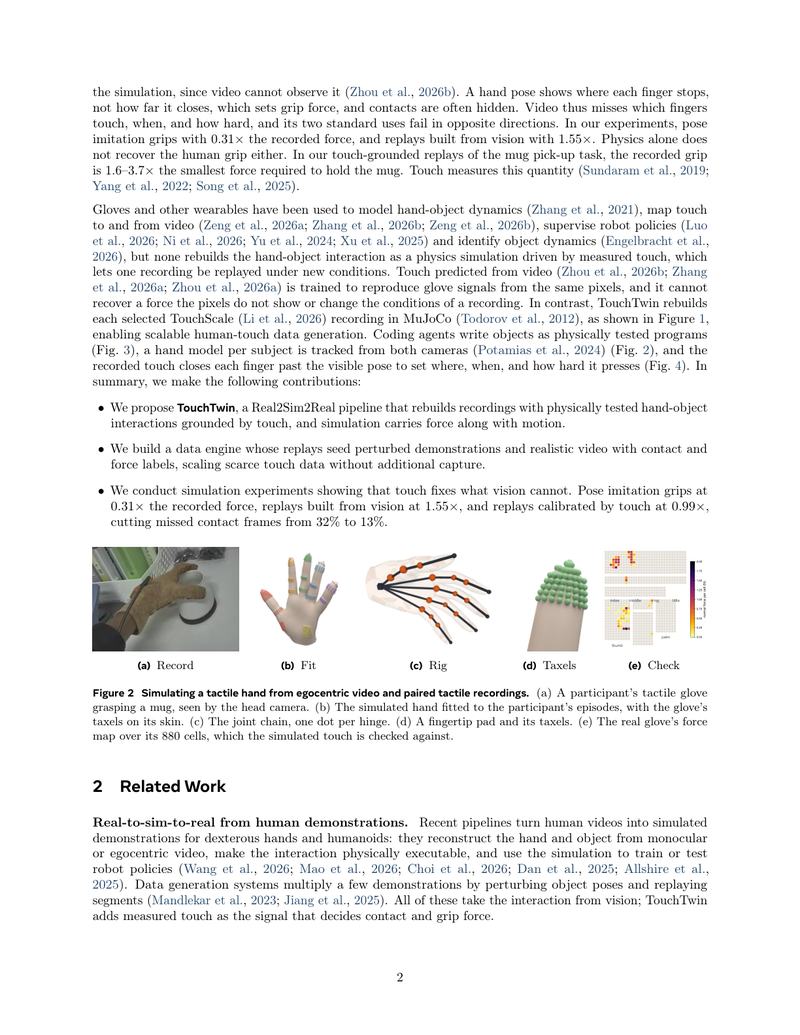 the simulation, since video cannot observe it (Zhou et al., 2026b). A hand pose shows where each finger stops,
not how far it closes, which sets grip force, and contacts are often hidden. Video thus misses which fingers
touch, when, and how hard, and its two standard uses fail in opposite directions. In our experiments, pose
imitation grips with 0.31× the recorded force, and replays built from vision with 1.55×. Physics alone does
not recover the human grip either. In our touch-grounded replays of the mug pick-up task, the recorded grip
is 1.6–3.7× the smallest force required to hold the mug. Touch measures this quantity (Sundaram et al., 2019;
Yang et al., 2022; Song et al., 2025).
Gloves and other wearables have been used to model hand-object dynamics (Zhang et al., 2021), map touch
to and from video (Zeng et al., 2026a; Zhang et al., 2026b; Zeng et al., 2026b), supervise robot policies (Luo
et al., 2026; Ni et al., 2026; Yu et al., 2024; Xu et al., 2025) and identify object dynamics (Engelbracht et al.,
2026), but none rebuilds the hand-object interaction as a physics simulation driven by measured touch, which
lets one recording be replayed under new conditions. Touch predicted from video (Zhou et al., 2026b; Zhang
et al., 2026a; Zhou et al., 2026a) is trained to reproduce glove signals from the same pixels, and it cannot
recover a force the pixels do not show or change the conditions of a recording. In contrast, TouchTwin rebuilds
each selected TouchScale (Li et al., 2026) recording in MuJoCo (Todorov et al., 2012), as shown in Figure 1,
enabling scalable human-touch data generation. Coding agents write objects as physically tested programs
(Fig. 3), a hand model per subject is tracked from both cameras (Potamias et al., 2024) (Fig. 2), and the
recorded touch closes each finger past the visible pose to set where, when, and how hard it presses (Fig. 4). In
summary, we make the following contributions:
• We propose TouchTwin, a Real2Sim2Real pipeline that rebuilds recordings with physically tested hand-object
interactions grounded by touch, and simulation carries force along with motion.
• We build a data engine whose replays seed perturbed demonstrations and realistic video with contact and
force labels, scaling scarce touch data without additional capture.
• We conduct simulation experiments showing that touch fixes what vision cannot. Pose imitation grips at
0.31× the recorded force, replays built from vision at 1.55×, and replays calibrated by touch at 0.99×,
cutting missed contact frames from 32% to 13%.
(a) Record (b) Fit (c) Rig (d) Taxels (e) Check
Figure 2 Simulating a tactile hand from egocentric video and paired tactile recordings. (a) A participant's tactile glove
grasping a mug, seen by the head camera. (b) The simulated hand fitted to the participant's episodes, with the glove's
taxels on its skin. (c) The joint chain, one dot per hinge. (d) A fingertip pad and its taxels. (e) The real glove's force
map over its 880 cells, which the simulated touch is checked against.
2 Related Work
Real-to-sim-to-real from human demonstrations. Recent pipelines turn human videos into simulated
demonstrations for dexterous hands and humanoids: they reconstruct the hand and object from monocular
or egocentric video, make the interaction physically executable, and use the simulation to train or test
robot policies (Wang et al., 2026; Mao et al., 2026; Choi et al., 2026; Dan et al., 2025; Allshire et al.,
2025). Data generation systems multiply a few demonstrations by perturbing object poses and replaying
segments (Mandlekar et al., 2023; Jiang et al., 2025). All of these take the interaction from vision; TouchTwin
adds measured touch as the signal that decides contact and grip force.
2